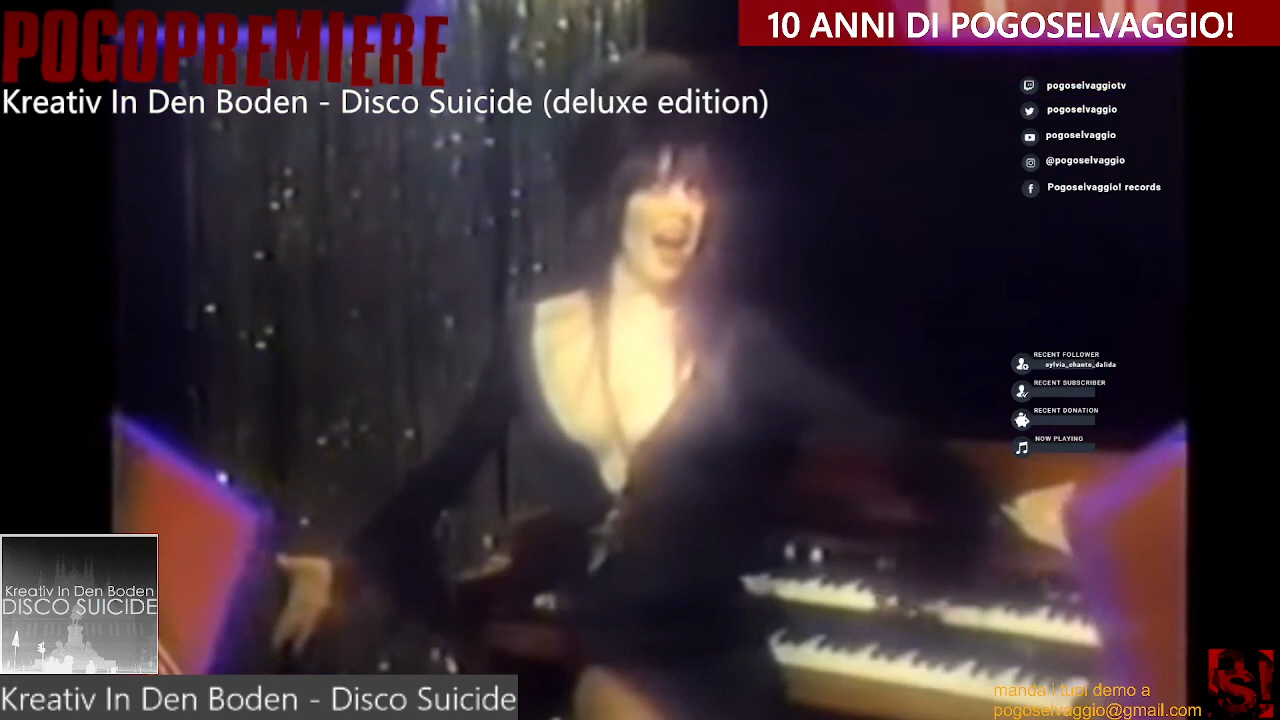 POGOPREMIERE
10 ANNI DI POGOSELVAGGIO!
Kreativ In Den Boden - Disco Suicide (deluxe edition)
pogoselvaggiotv
pogoselvaggio
pogoselvaggio
@pogoselvaggio
Pogoselvaggio! records
RECENT FOLLOWER
sylvia_chante_dalida
RECENT SUBSCRIBER
RECENT DONATION
NOW PLAYING
Kreativ In Den Boden
DISCO SUICIDE
Kreativ In Den Boden - Disco Suicide
manda i tuoi demo a
pogoselvaggio@gmail.com
PS!